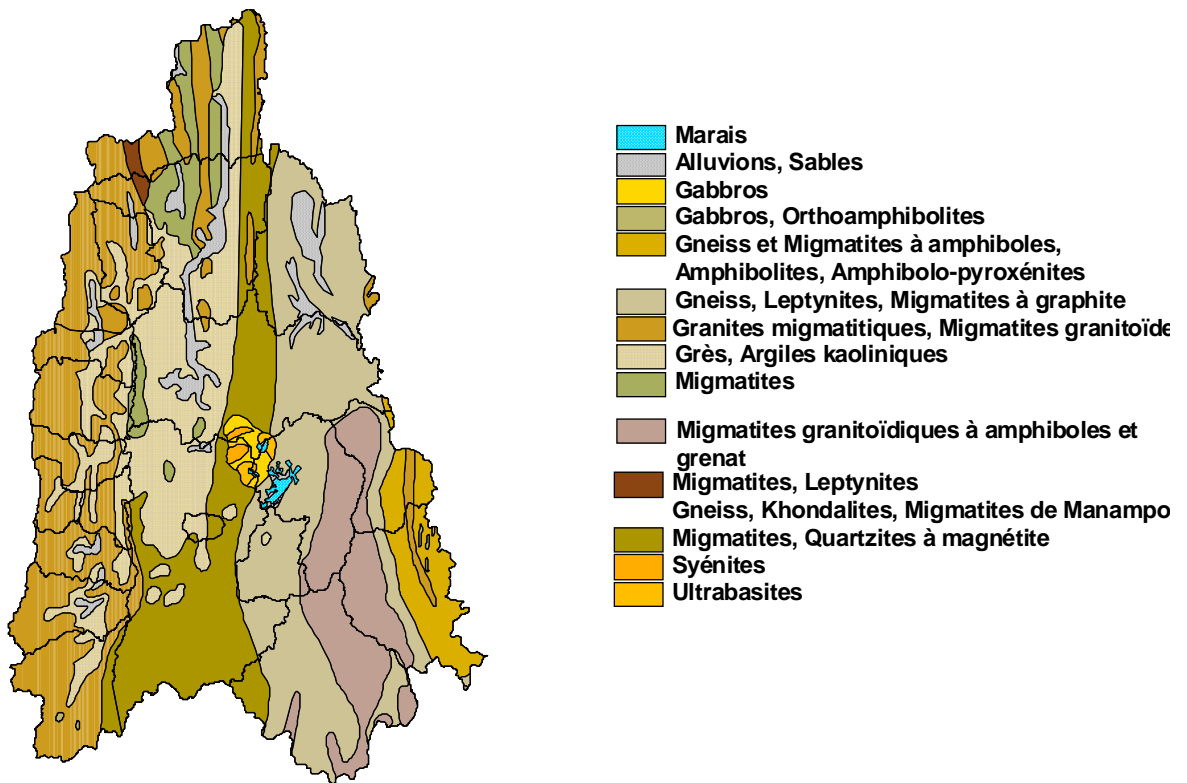 Marais
Alluvions, Sables
Gabbros
Gabbros, Orthoamphibolites
Gneiss et Migmatites à amphiboles,
Amphibolites, Amphibolo-pyroxénites
Gneiss, Leptynites, Migmatites à graphite
Granites migmatitiques, Migmatites granitoïde
Grès, Argiles kaoliniques
Migmatites
Migmatites granitoïdiques à amphiboles et
grenat
Migmatites, Leptynites
Gneiss, Khondalites, Migmatites de Manampo
Migmatites, Quartzites à magnétite
Syénites
Ultrabasites